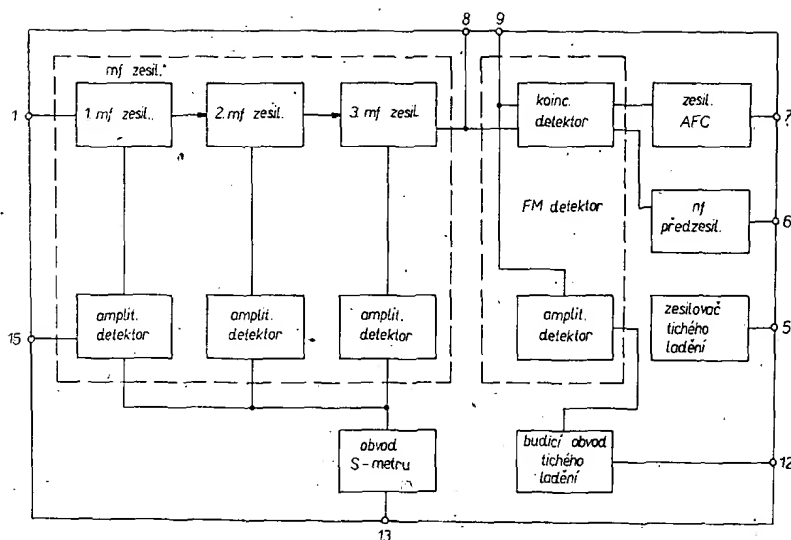 8 9
mf zesil.
1
1. mf zesil.
2. mf zesil.
3. mf zesil
koinc.
detektor
zesil.
AFC
7
FM detektor
nf
předzesil.
6
15
amplit.
detektor
amplit.
detektor
amplit.
detektor
amplit.
detektor
zesilovač
tichého
ladění
5
obvod
S-metru
budicí obvod
tichého
ladění
12
13